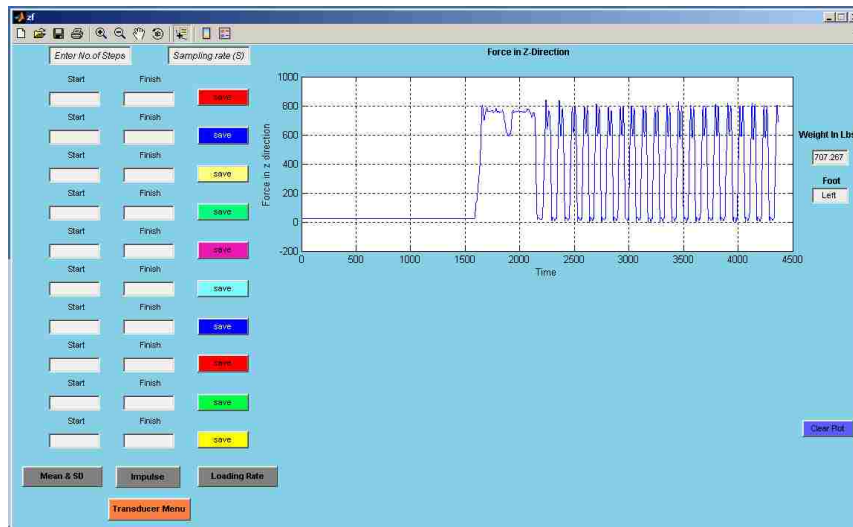 zf
Enter No.of Steps
Sampling rate (S)
Start Finish
save
Start Finish
save
Start Finish
save
Start Finish
save
Start Finish
save
Start Finish
save
Start Finish
save
Start Finish
save
Start Finish
save
Start Finish
save
Mean & SD Impulse Loading Rate
Transducer Menu
Force in Z-Direction
Force in z direction
1000
800
600
400
200
0
-200
0 500 1000 1500 2000 2500 3000 3500 4000 4500
Time
Weight In Lbs
707.267
Foot
Left
Clear Plot